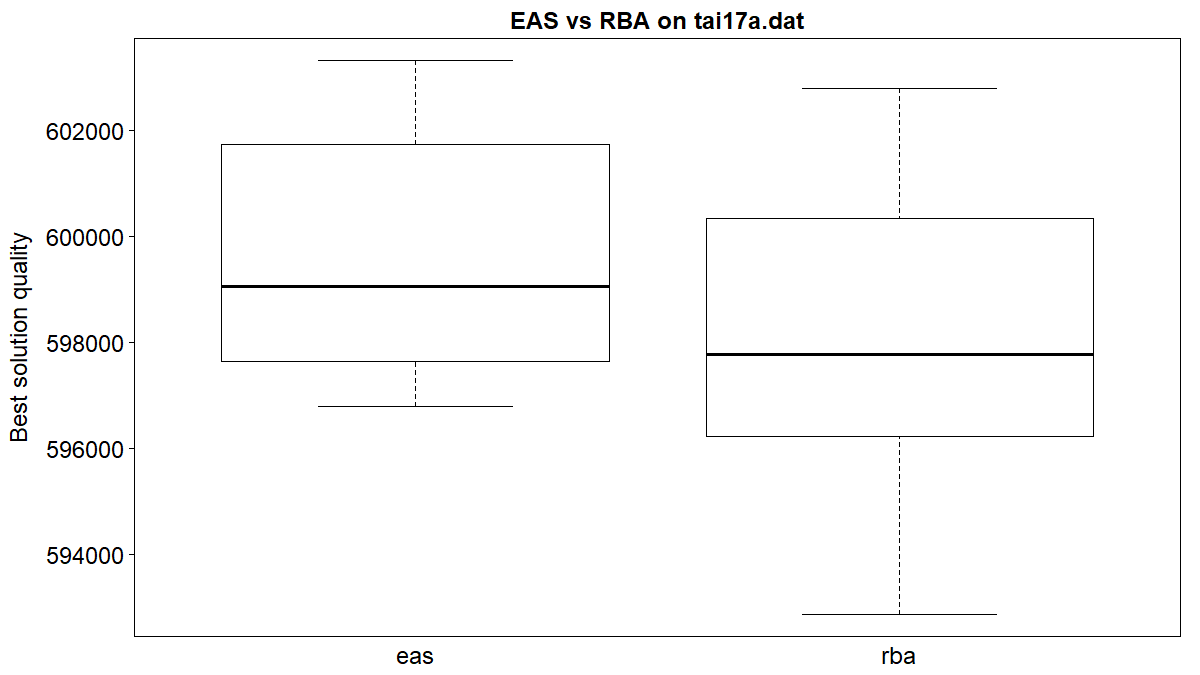 EAS vs RBA on tai17a.dat
Best solution quality
602000
600000
598000
596000
594000
eas
rba